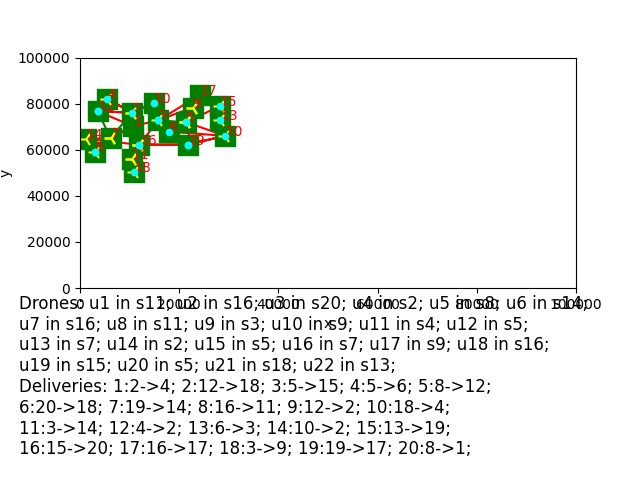 100000
80000
y
60000
40000
20000
0
0 20000 40000 60000 80000 100000
x
17
20
Drones: u1 in s11; u2 in s16; u3 in s20; u4 in s2; u5 in s8; u6 in s14;
u7 in s16; u8 in s11; u9 in s3; u10 in s9; u11 in s4; u12 in s5;
u13 in s7; u14 in s2; u15 in s5; u16 in s7; u17 in s9; u18 in s16;
u19 in s15; u20 in s5; u21 in s18; u22 in s13;
Deliveries: 1:2->4; 2:12->18; 3:5->15; 4:5->6; 5:8->12;
6:20->18; 7:19->14; 8:16->11; 9:12->2; 10:18->4;
11:3->14; 12:4->2; 13:6->3; 14:10->2; 15:13->19;
16:15->20; 17:16->17; 18:3->9; 19:19->17; 20:8->1;